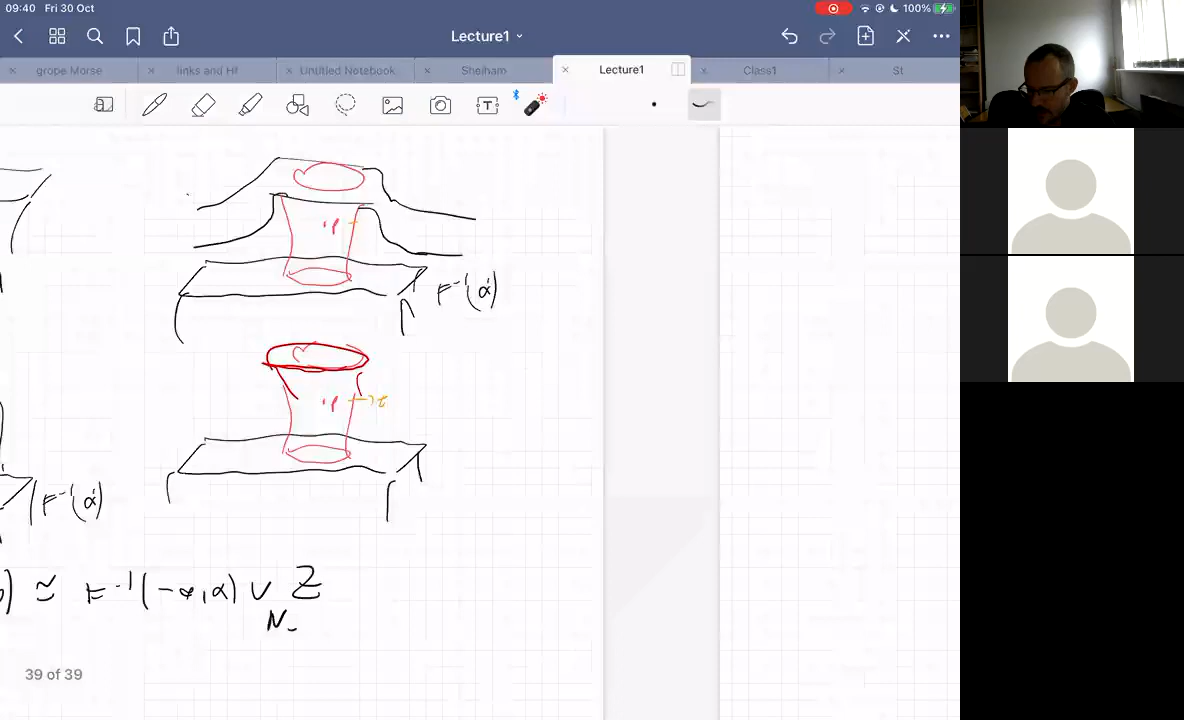 09:40 Fri 30 Oct
100%
Lecture1
grope Morse
links and HF
Untitled Notebook
Sheiham
Lecture1
Class1
St
T
p
F⁻¹(α)
p
F⁻¹(α)
) ≃ F⁻¹(-∞,α) ∪ Z
N-
39 of 39